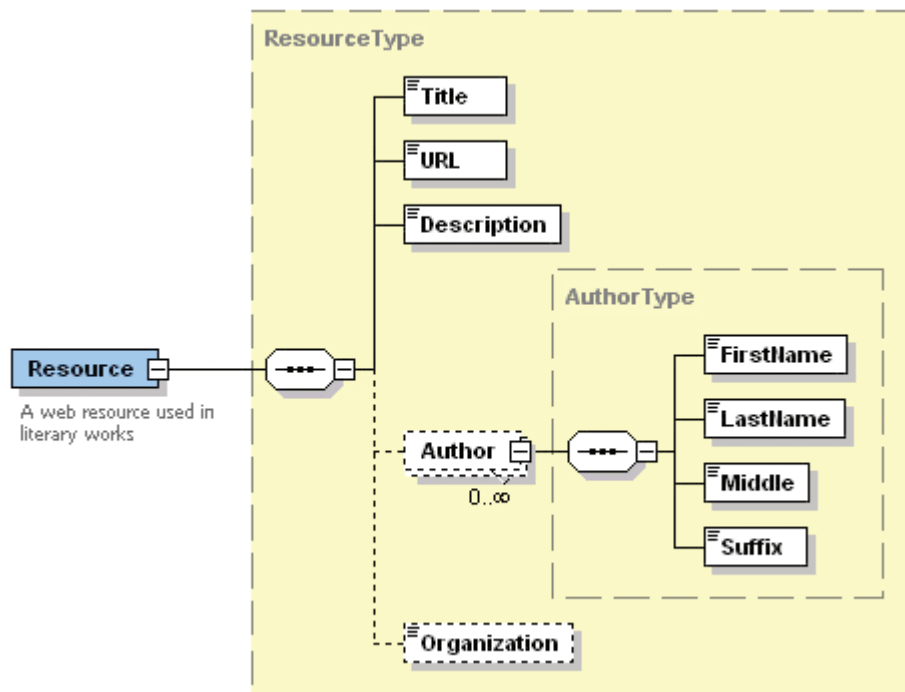 ResourceType
Title
URL
Description
AuthorType
Resource
A web resource used in
literary works
FirstName
LastName
Author
0..∞
Middle
Suffix
Organization